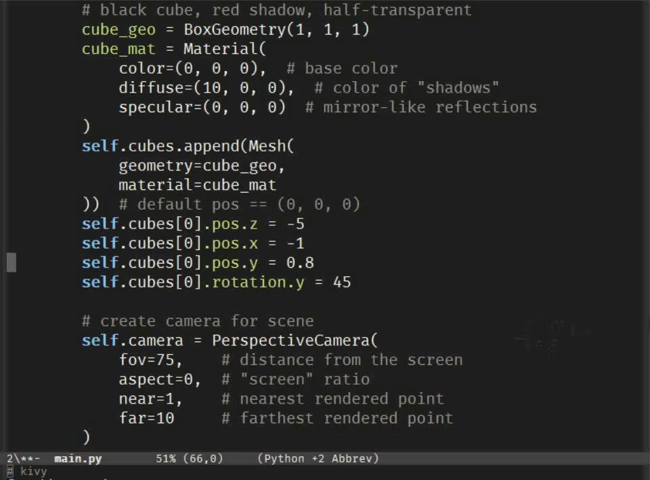 # black cube, red shadow, half-transparent
cube_geo = BoxGeometry(1, 1, 1)
cube_mat = Material(
color=(0, 0, 0),  # base color
diffuse=(10, 0, 0),  # color of "shadows"
specular=(0, 0, 0)  # mirror-like reflections
)
self.cubes.append(Mesh(
geometry=cube_geo,
material=cube_mat
))  # default pos == (0, 0, 0)
self.cubes[0].pos.z = -5
self.cubes[0].pos.x = -1
self.cubes[0].pos.y = 0.8
self.cubes[0].rotation.y = 45
# create camera for scene
self.camera = PerspectiveCamera(
fov=75,    # distance from the screen
aspect=0,  # "screen" ratio
near=1,    # nearest rendered point
far=10     # farthest rendered point
)
2\**-  main.py      51% (66,0)    (Python +2 Abbrev)
# kivy